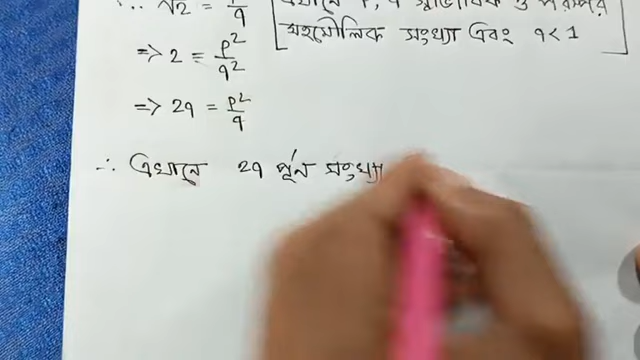 ∴ √2 = p/q [এখানে p, q স্বাভাবিক ও পরস্পর
সহমৌলিক সংখ্যা এবং q < 1]
=> 2 = p²/q²
=> 2q = p²/q
∴ এখানে 2q পূর্ন সংখ্যা